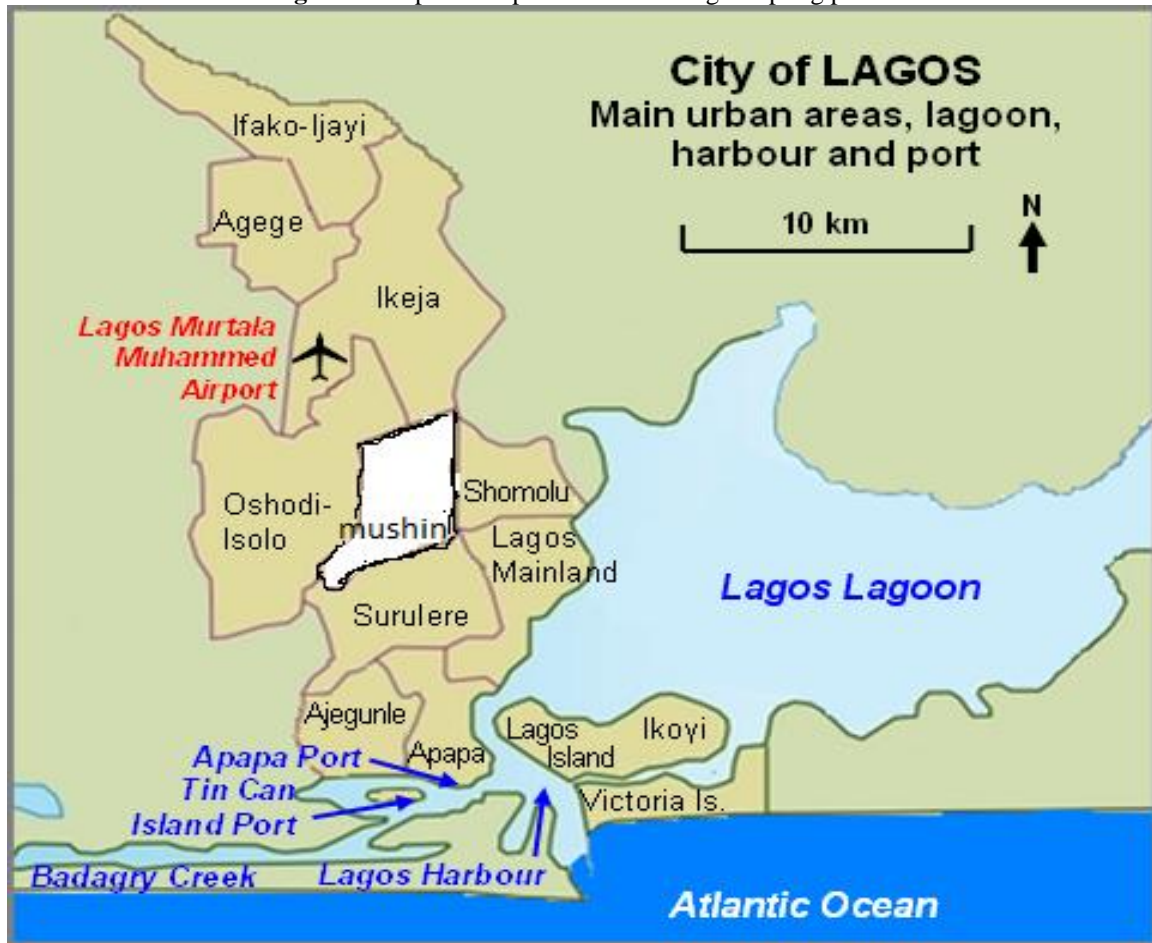 City of LAGOS
Main urban areas, lagoon,
harbour and port
10 km
N
Ifako-Ijayi
Agege
Ikeja
Lagos Murtala
Muhammed
Airport
Shomolu
Oshodi-
Isolo
mushin
Lagos
Mainland
Lagos Lagoon
Surulere
Ajegunle
Apapa
Lagos
Island
Ikoyi
Apapa Port
Tin Can
Island Port
Victoria Is.
Badagry Creek
Lagos Harbour
Atlantic Ocean